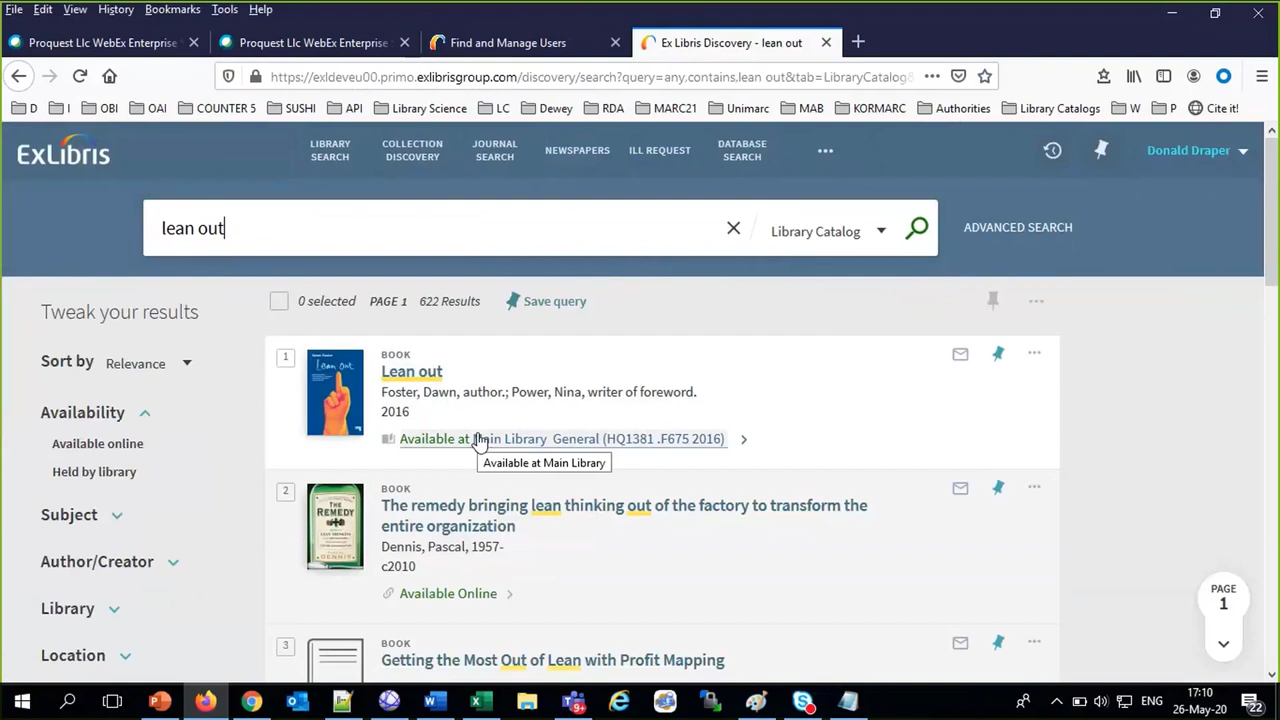 File Edit View History Bookmarks Tools Help
Proquest Llc WebEx Enterprise Proquest Llc WebEx Enterprise Find and Manage Users Ex Libris Discovery - lean out
https://exldeveu00.primo.exlibrisgroup.com/discovery/search?query=any,contains,lean out&tab=LibraryCatalog&
D I OBI OAI COUNTER 5 SUSHI API Library Science LC Dewey RDA MARC21 Unimarc MAB KORMARC Authorities Library Catalogs W P Cite it!
ExLibris
LIBRARY SEARCH
COLLECTION DISCOVERY
JOURNAL SEARCH
NEWSPAPERS
ILL REQUEST
DATABASE SEARCH
Donald Draper
lean out
Library Catalog
ADVANCED SEARCH
Tweak your results
0 selected PAGE 1 622 Results Save query
Sort by Relevance
Availability
Available online
Held by library
Subject
Author/Creator
Library
Location
1
BOOK
Lean out
Foster, Dawn, author.; Power, Nina, writer of foreword.
2016
Available at Main Library General (HQ1381 .F675 2016)
Available at Main Library
Lean out
2
BOOK
The remedy bringing lean thinking out of the factory to transform the
entire organization
Dennis, Pascal, 1957-
c2010
Available Online
THE REMEDY
3
BOOK
Getting the Most Out of Lean with Profit Mapping
PAGE
1
ENG
17:10
26-May-20
22